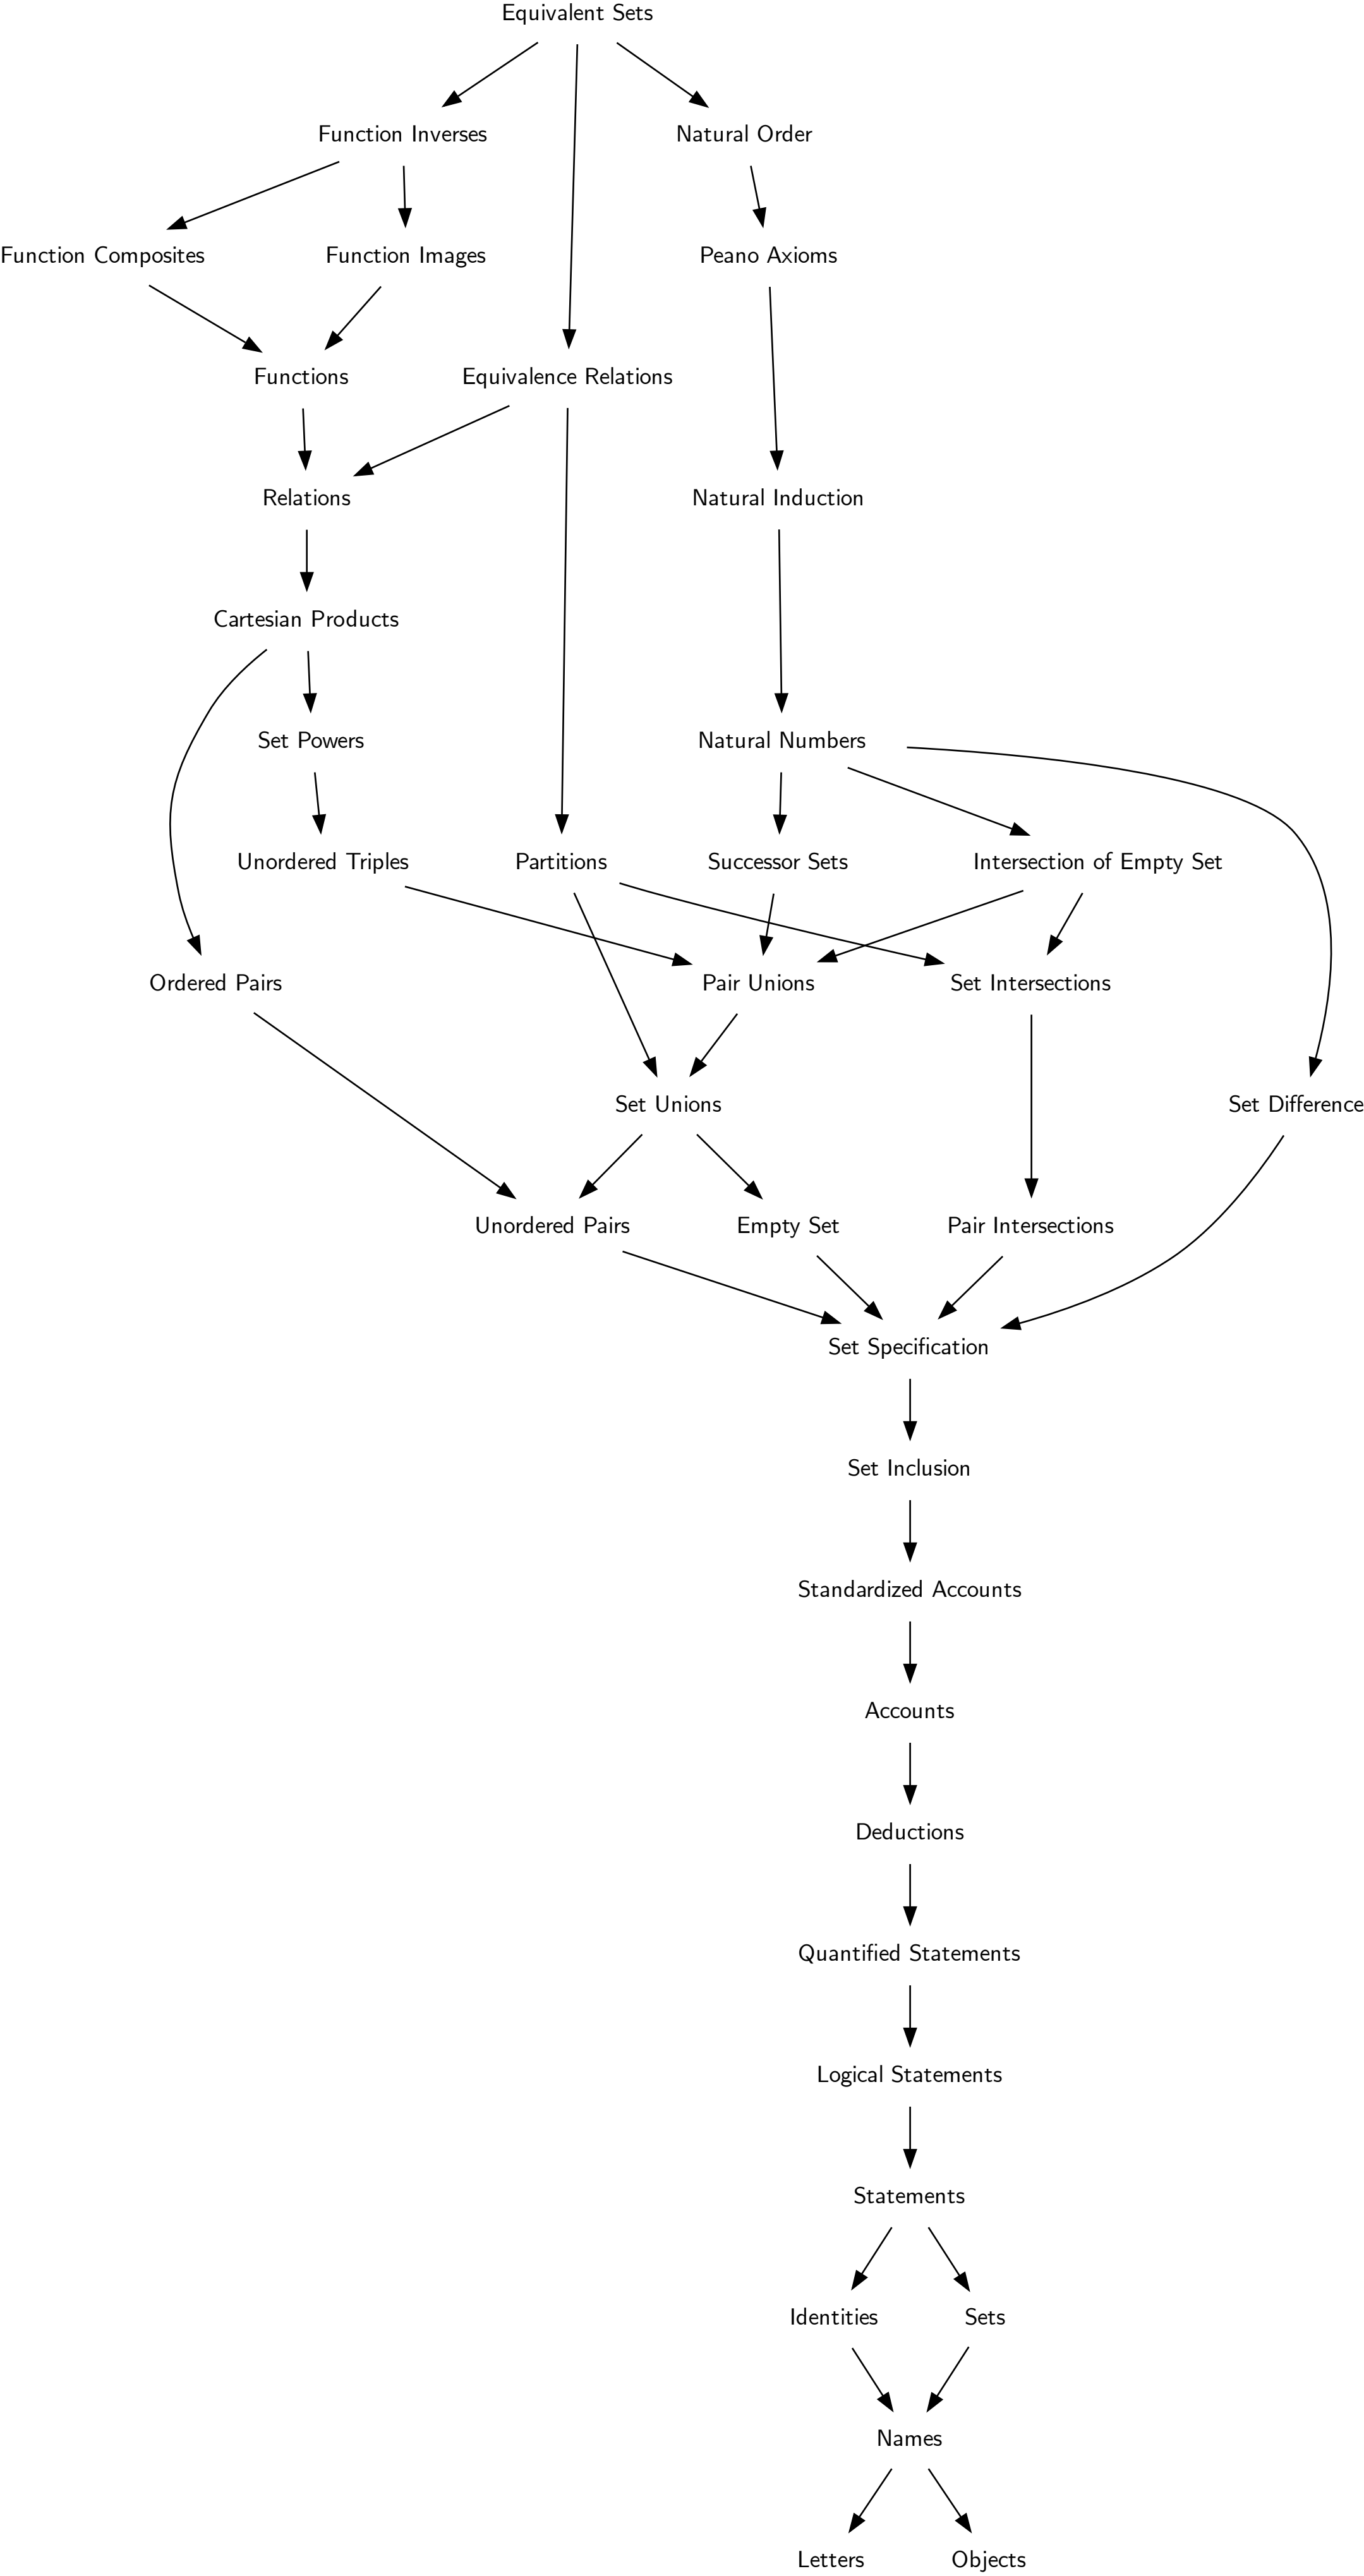 Equivalent Sets
Function Inverses
Natural Order
Function Composites
Function Images
Peano Axioms
Functions
Equivalence Relations
Relations
Natural Induction
Cartesian Products
Set Powers
Natural Numbers
Unordered Triples
Partitions
Successor Sets
Intersection of Empty Set
Ordered Pairs
Pair Unions
Set Intersections
Set Unions
Set Difference
Unordered Pairs
Empty Set
Pair Intersections
Set Specification
Set Inclusion
Standardized Accounts
Accounts
Deductions
Quantified Statements
Logical Statements
Statements
Identities
Sets
Names
Letters
Objects